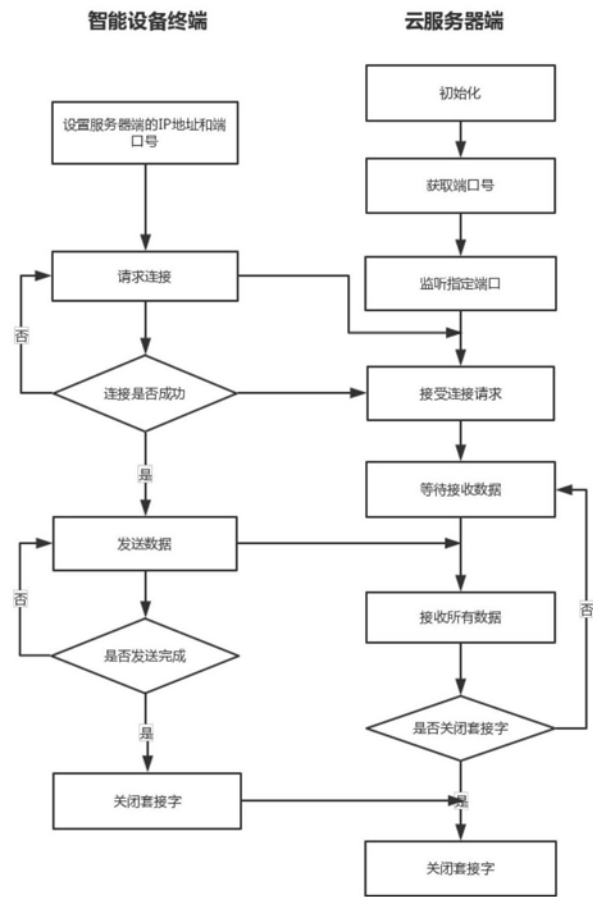 智能设备终端
云服务器端
设置服务器端的IP地址和端
口号
请求连接
否
连接是否成功
是
发送数据
否
是否发送完成
是
关闭套接字
初始化
获取端口号
监听指定端口
接受连接请求
等待接收数据
接收所有数据
否
是否关闭套接字
是
关闭套接字